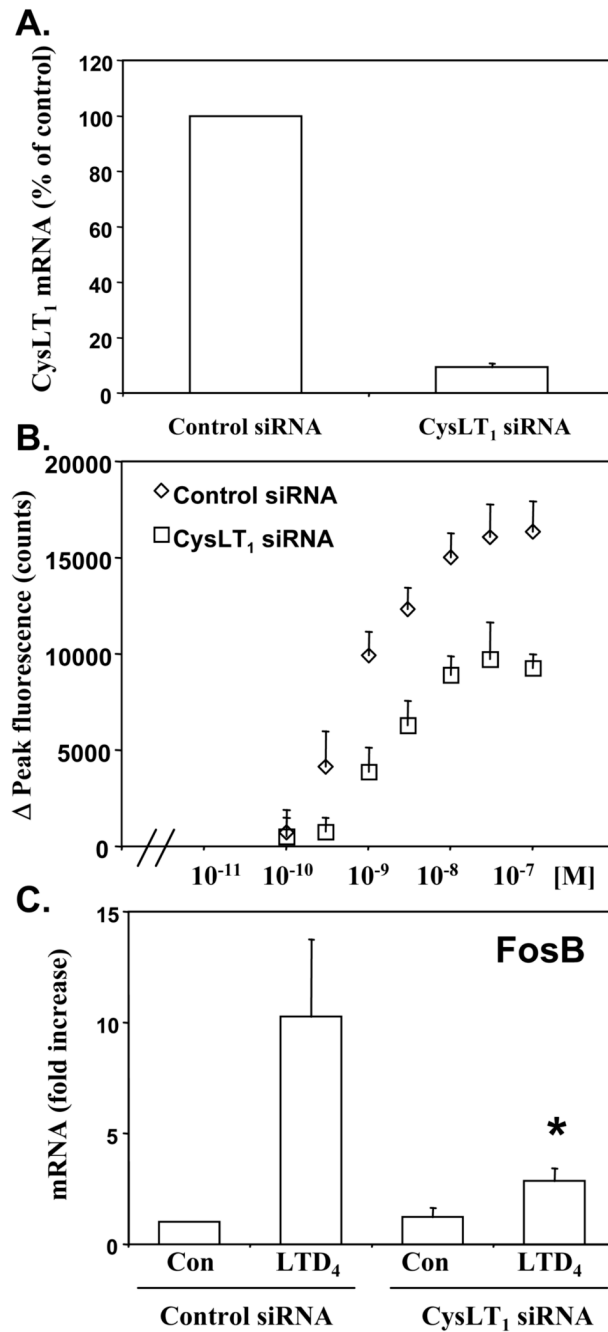 A.
CysLT₁ mRNA (% of control)
120
100
80
60
40
20
0
Control siRNA CysLT₁ siRNA
B.
Δ Peak fluorescence (counts)
20000
15000
10000
5000
0
Control siRNA
CysLT₁ siRNA
10⁻¹¹ 10⁻¹⁰ 10⁻⁹ 10⁻⁸ 10⁻⁷ [M]
C.
mRNA (fold increase)
15
10
5
0
FosB
*
Con LTD₄ Con LTD₄
Control siRNA CysLT₁ siRNA